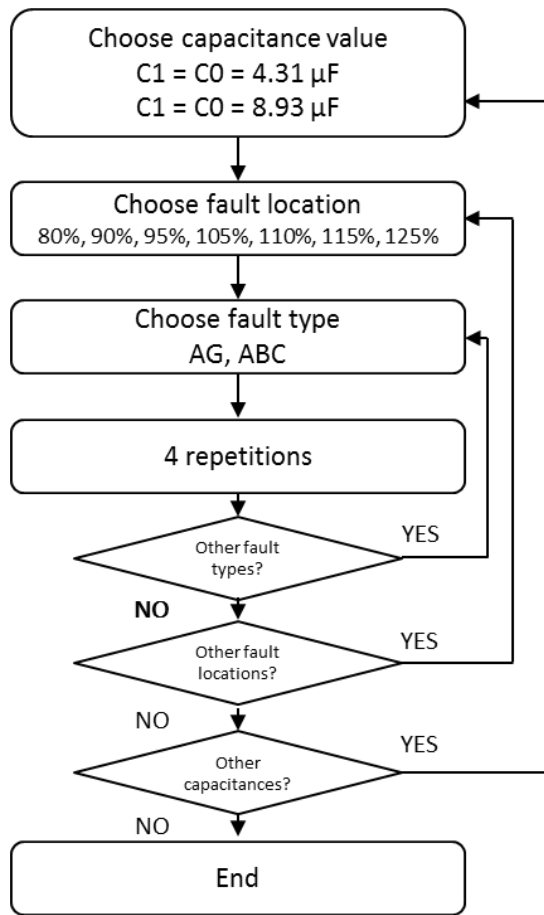 Choose capacitance value
C1 = C0 = 4.31 µF
C1 = C0 = 8.93 µF
Choose fault location
80%, 90%, 95%, 105%, 110%, 115%, 125%
Choose fault type
AG, ABC
4 repetitions
Other fault
types?
YES
NO
Other fault
locations?
YES
NO
Other
capacitances?
YES
NO
End